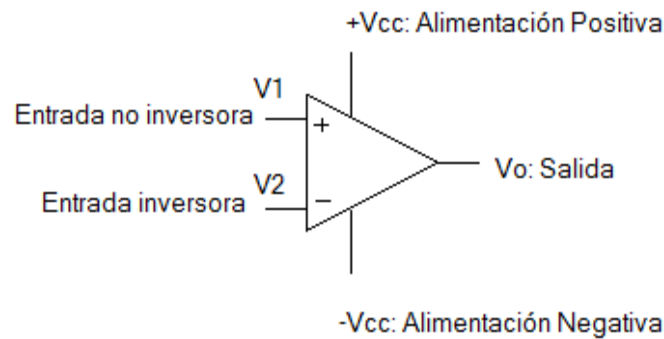 +Vcc: Alimentación Positiva
V1
Entrada no inversora
+
V2
Entrada inversora
−
Vo: Salida
-Vcc: Alimentación Negativa